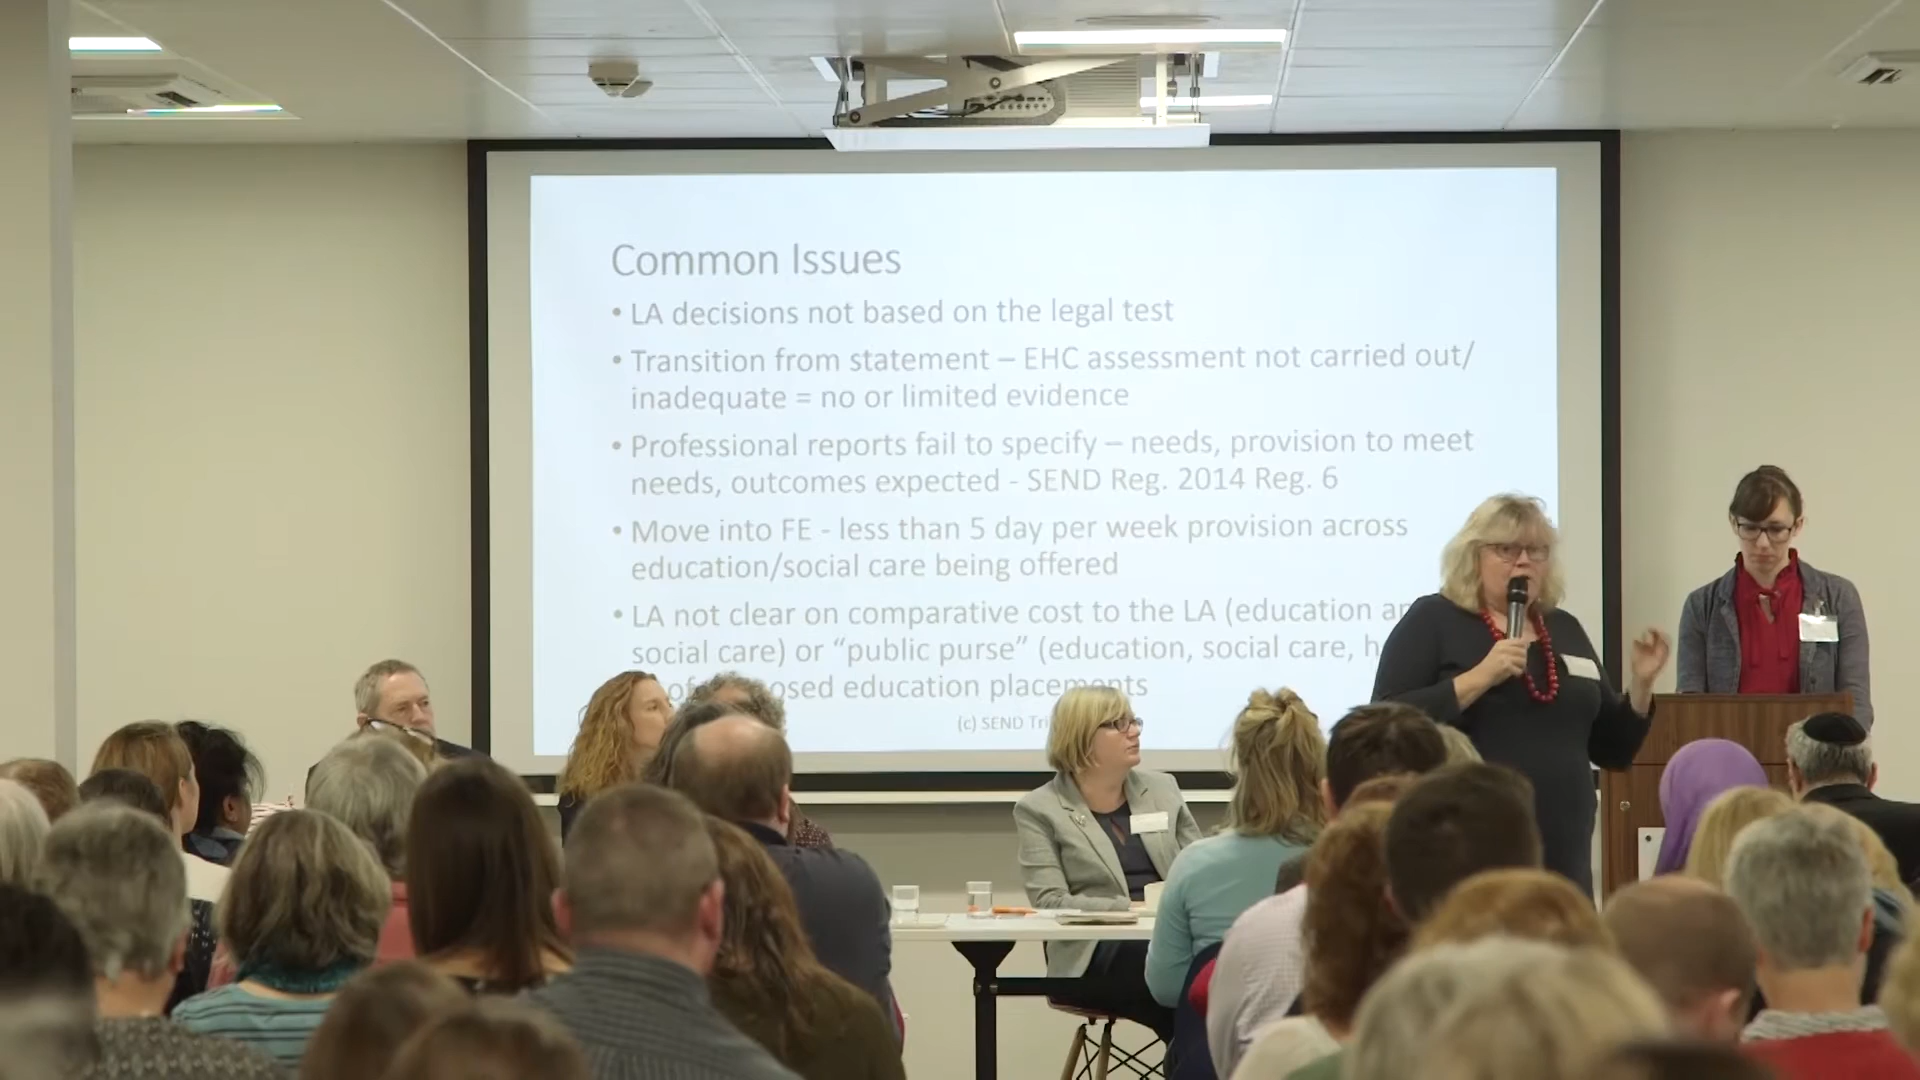 Common Issues
• LA decisions not based on the legal test
• Transition from statement – EHC assessment not carried out/
inadequate = no or limited evidence
• Professional reports fail to specify – needs, provision to meet
needs, outcomes expected - SEND Reg. 2014 Reg. 6
• Move into FE - less than 5 day per week provision across
education/social care being offered
• LA not clear on comparative cost to the LA (education
social care) or “public purse” (education, social care,
education placements
(c) SEND